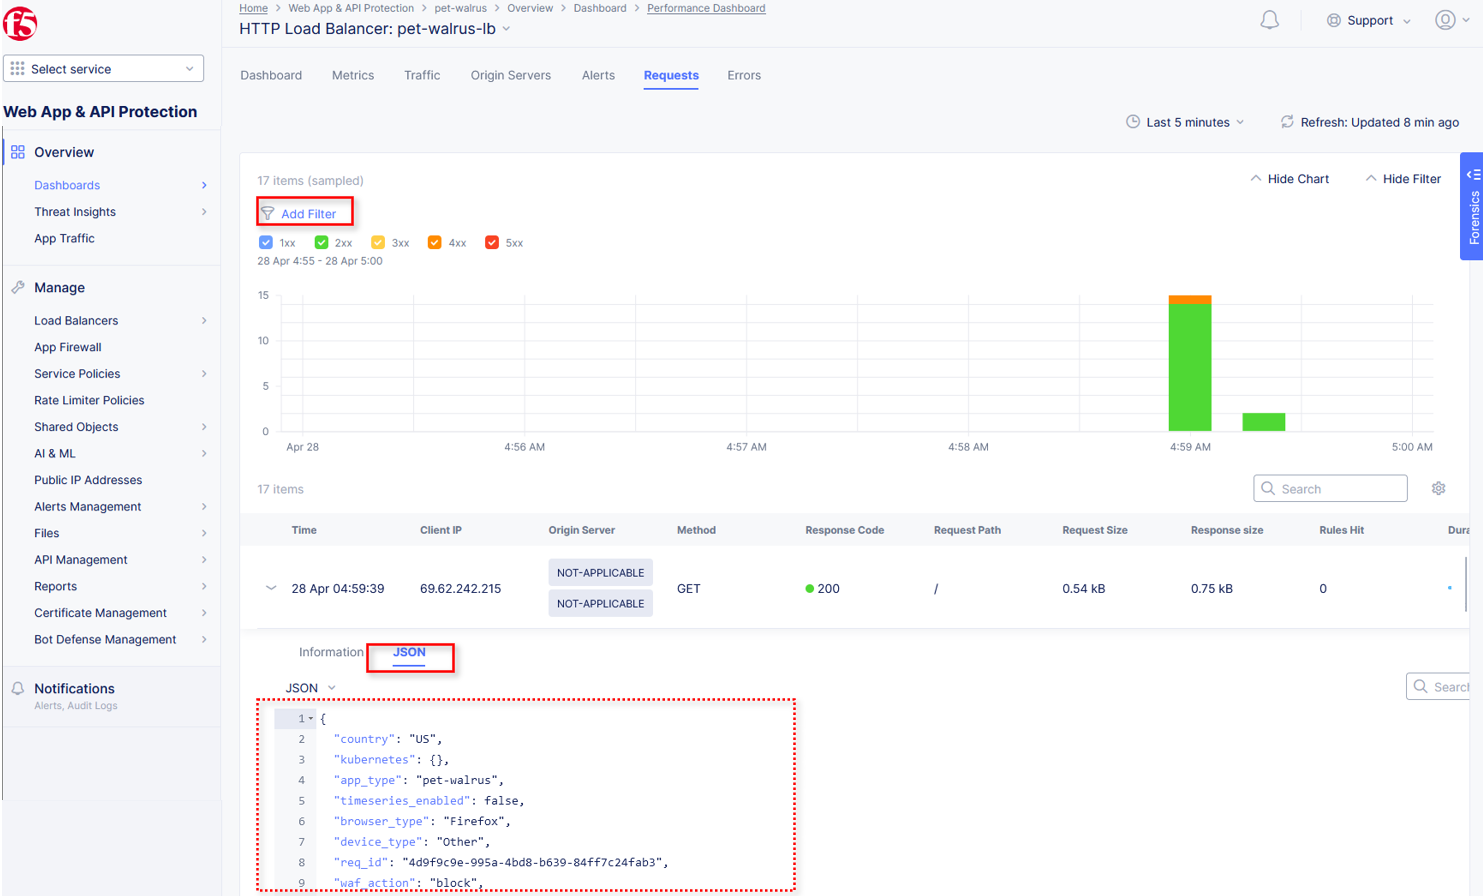 f5
Home > Web App & API Protection > pet-walrus > Overview > Dashboard > Performance Dashboard
HTTP Load Balancer: pet-walrus-lb
Support
Select service
Dashboard Metrics Traffic Origin Servers Alerts Requests Errors
Web App & API Protection
Last 5 minutes Refresh: Updated 8 min ago
Overview
Dashboards
Threat Insights
App Traffic
Manage
Load Balancers
App Firewall
Service Policies
Rate Limiter Policies
Shared Objects
AI & ML
Public IP Addresses
Alerts Management
Files
API Management
Reports
Certificate Management
Bot Defense Management
Notifications
Alerts, Audit Logs
17 items (sampled)
Hide Chart Hide Filter
Forensics
Add Filter
1xx 2xx 3xx 4xx 5xx
28 Apr 4:55 - 28 Apr 5:00
15
10
5
0
Apr 28 4:56 AM 4:57 AM 4:58 AM 4:59 AM 5:00 AM
17 items
Search
Time Client IP Origin Server Method Response Code Request Path Request Size Response size Rules Hit Dura
28 Apr 04:59:39 69.62.242.215 NOT-APPLICABLE NOT-APPLICABLE GET 200 / 0.54 kB 0.75 kB 0
Information JSON
JSON
Search
1 {
2 "country": "US",
3 "kubernetes": {},
4 "app_type": "pet-walrus",
5 "timeseries_enabled": false,
6 "browser_type": "Firefox",
7 "device_type": "Other",
8 "req_id": "4d9f9c9e-995a-4bd8-b639-84ff7c24fab3",
9 "waf_action": "block",